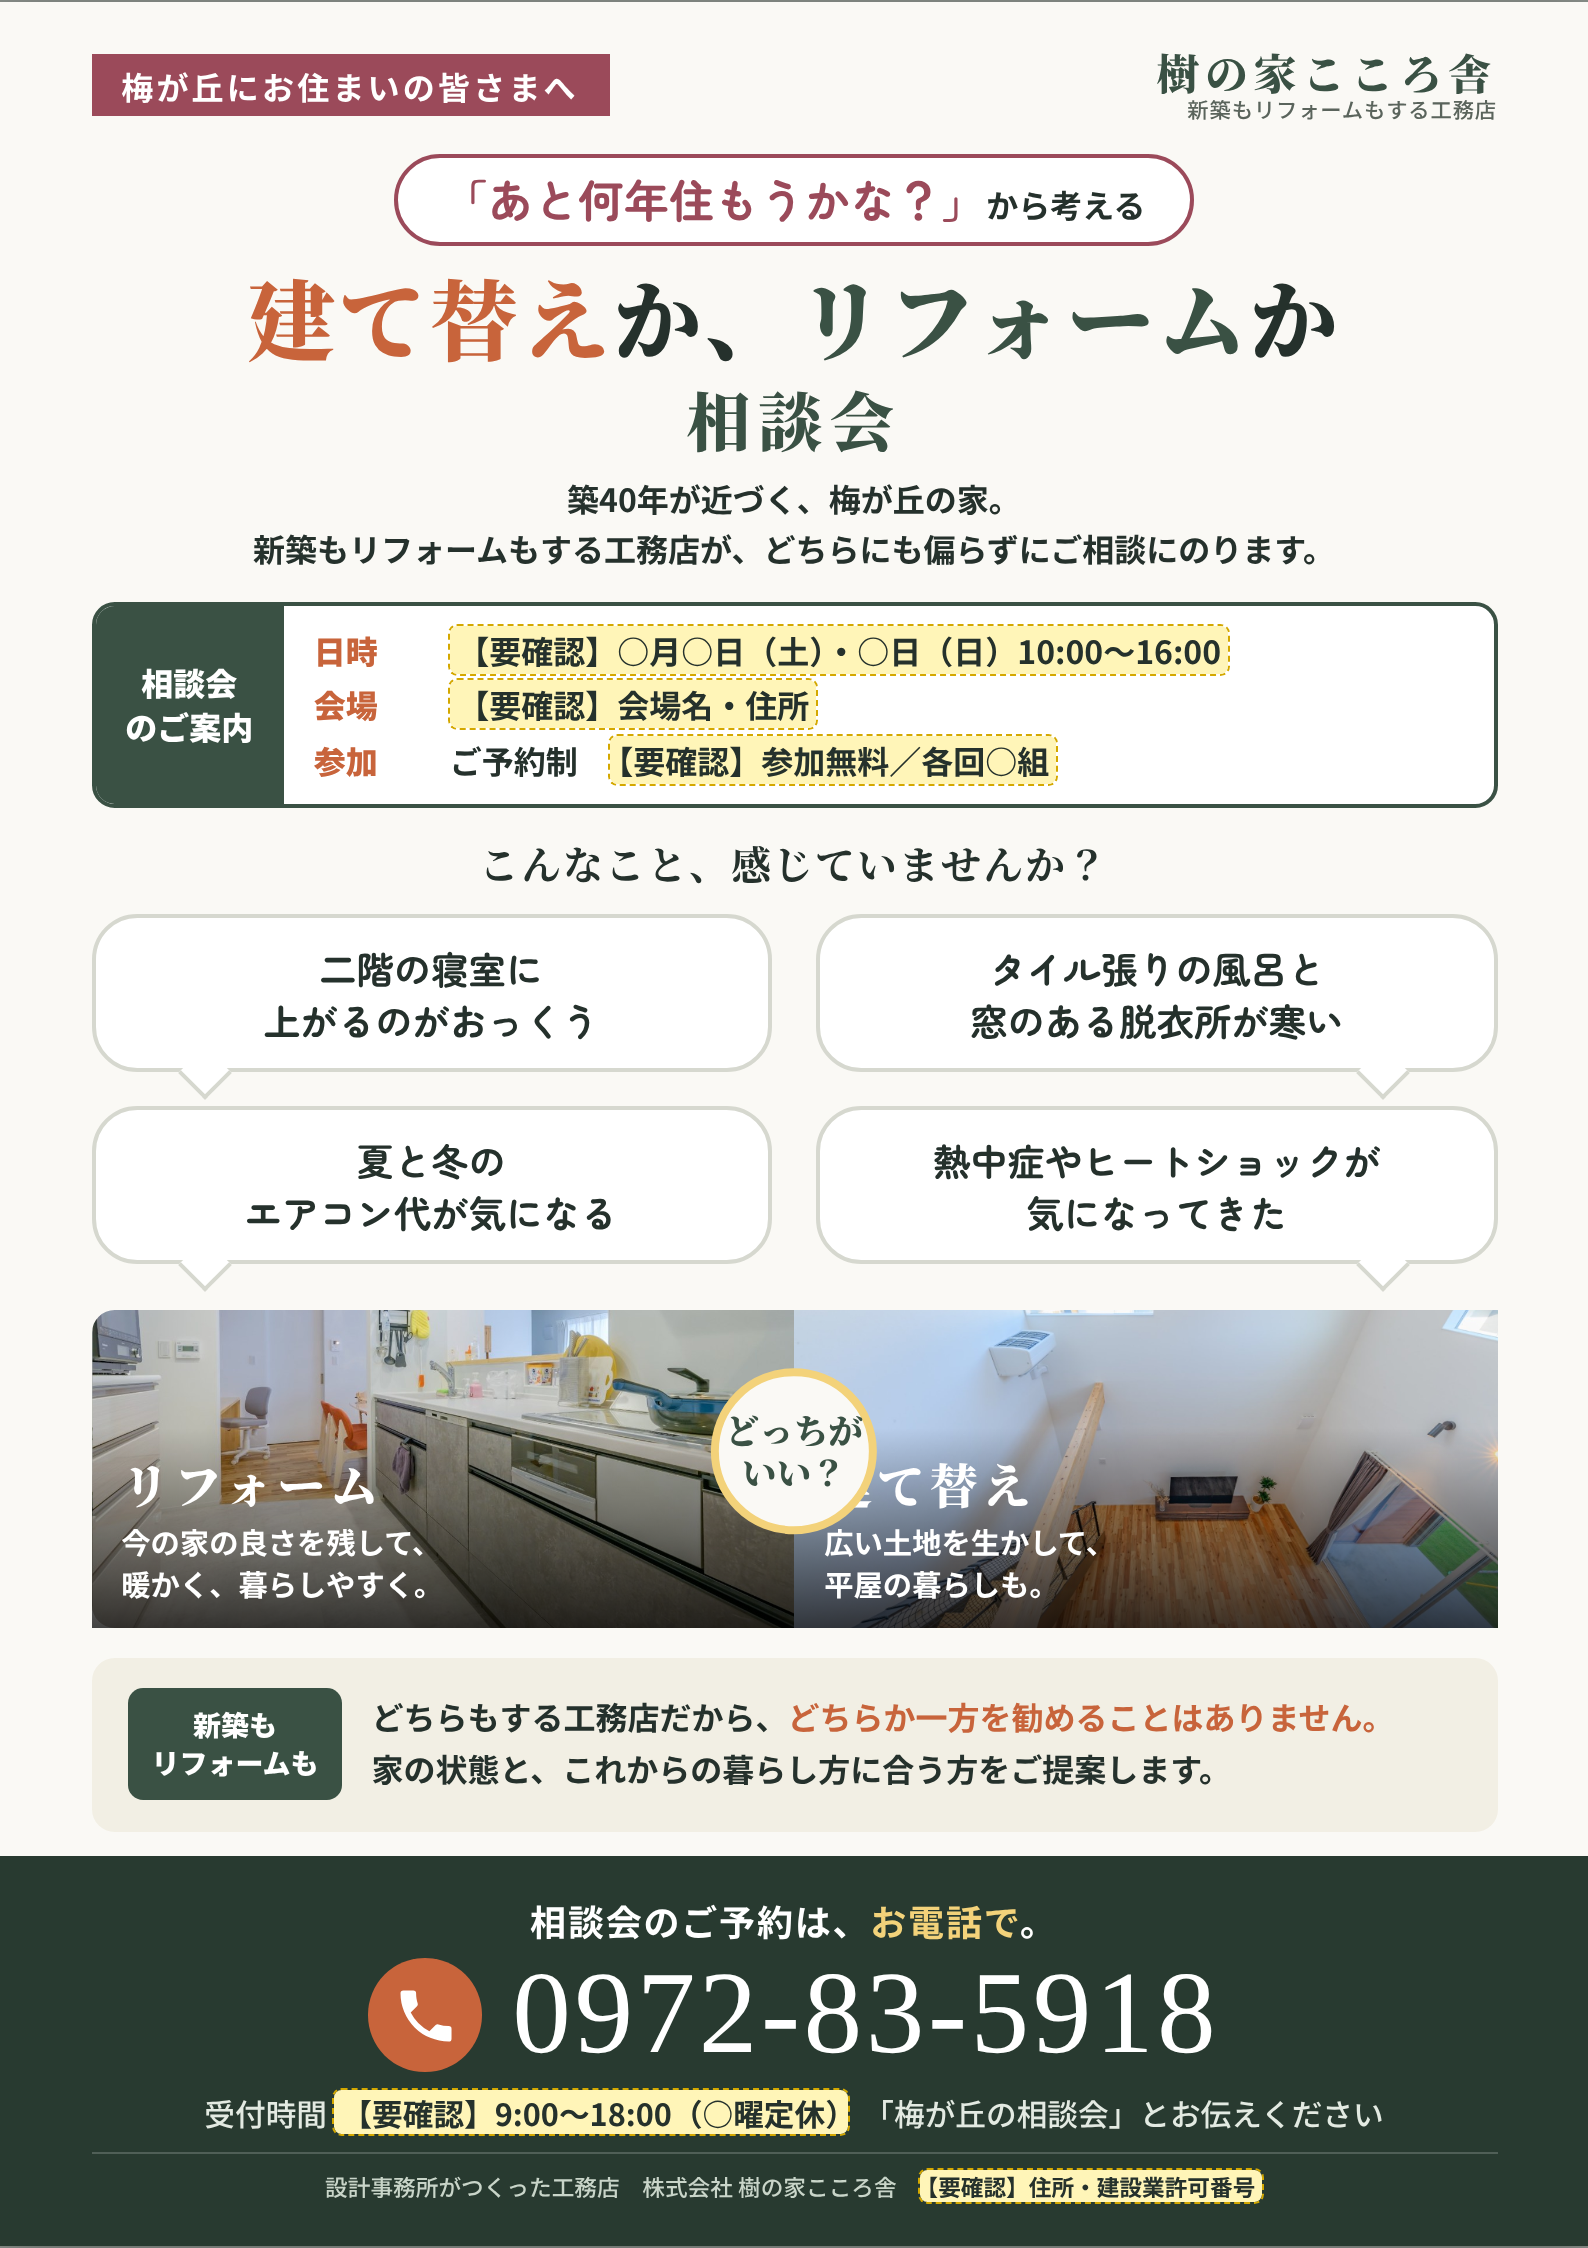 梅が丘にお住まいの皆さまへ
樹の家こころ舎
新築もリフォームもする工務店
「あと何年住もうかな？」から考える
建て替えか、リフォームか
相談会
築40年が近づく、梅が丘の家。
新築もリフォームもする工務店が、どちらにも偏らずにご相談にのります。
相談会
のご案内
日時 【要確認】○月○日（土）・○日（日）10:00〜16:00
会場 【要確認】会場名・住所
参加 ご予約制 【要確認】参加無料／各回○組
こんなこと、感じていませんか？
二階の寝室に
上がるのがおっくう
タイル張りの風呂と
窓のある脱衣所が寒い
夏と冬の
エアコン代が気になる
熱中症やヒートショックが
気になってきた
リフォーム
今の家の良さを残して、
暖かく、暮らしやすく。
どっちが
いい？
て替え
広い土地を生かして、
平屋の暮らしも。
新築も
リフォームも
どちらもする工務店だから、どちらか一方を勧めることはありません。
家の状態と、これからの暮らし方に合う方をご提案します。
相談会のご予約は、お電話で。
0972-83-5918
受付時間【要確認】9:00〜18:00（○曜定休）「梅が丘の相談会」とお伝えください
設計事務所がつくった工務店 株式会社 樹の家こころ舎 【要確認】住所・建設業許可番号